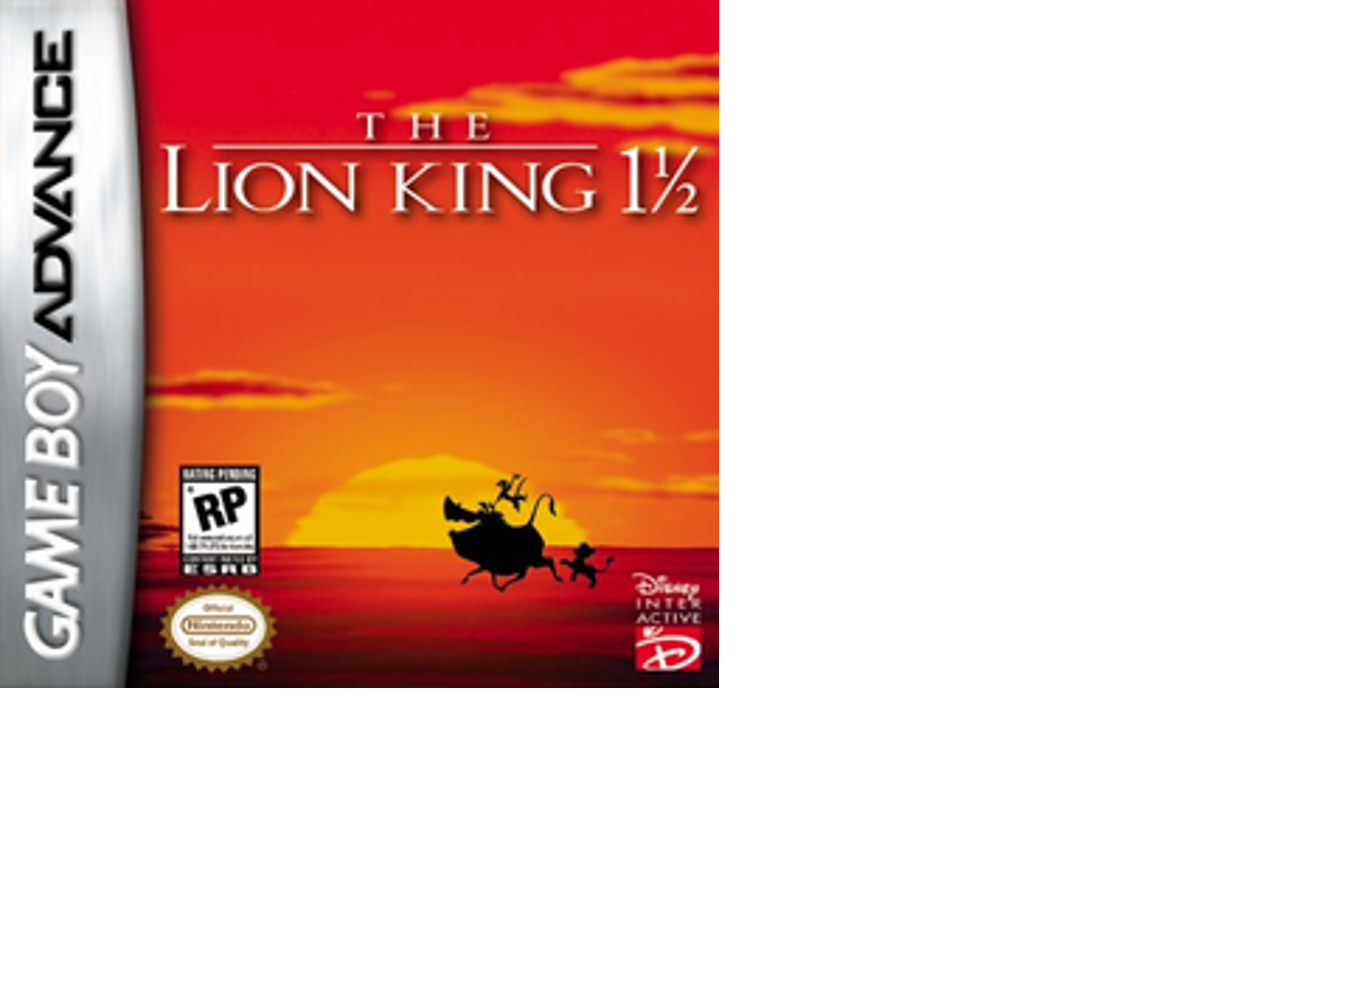 GAME BOY ADVANCE
THE
LION KING 1½
RATING PENDING
RP
ESRB
Official
Nintendo
Seal of Quality
Disney
INTER
ACTIVE